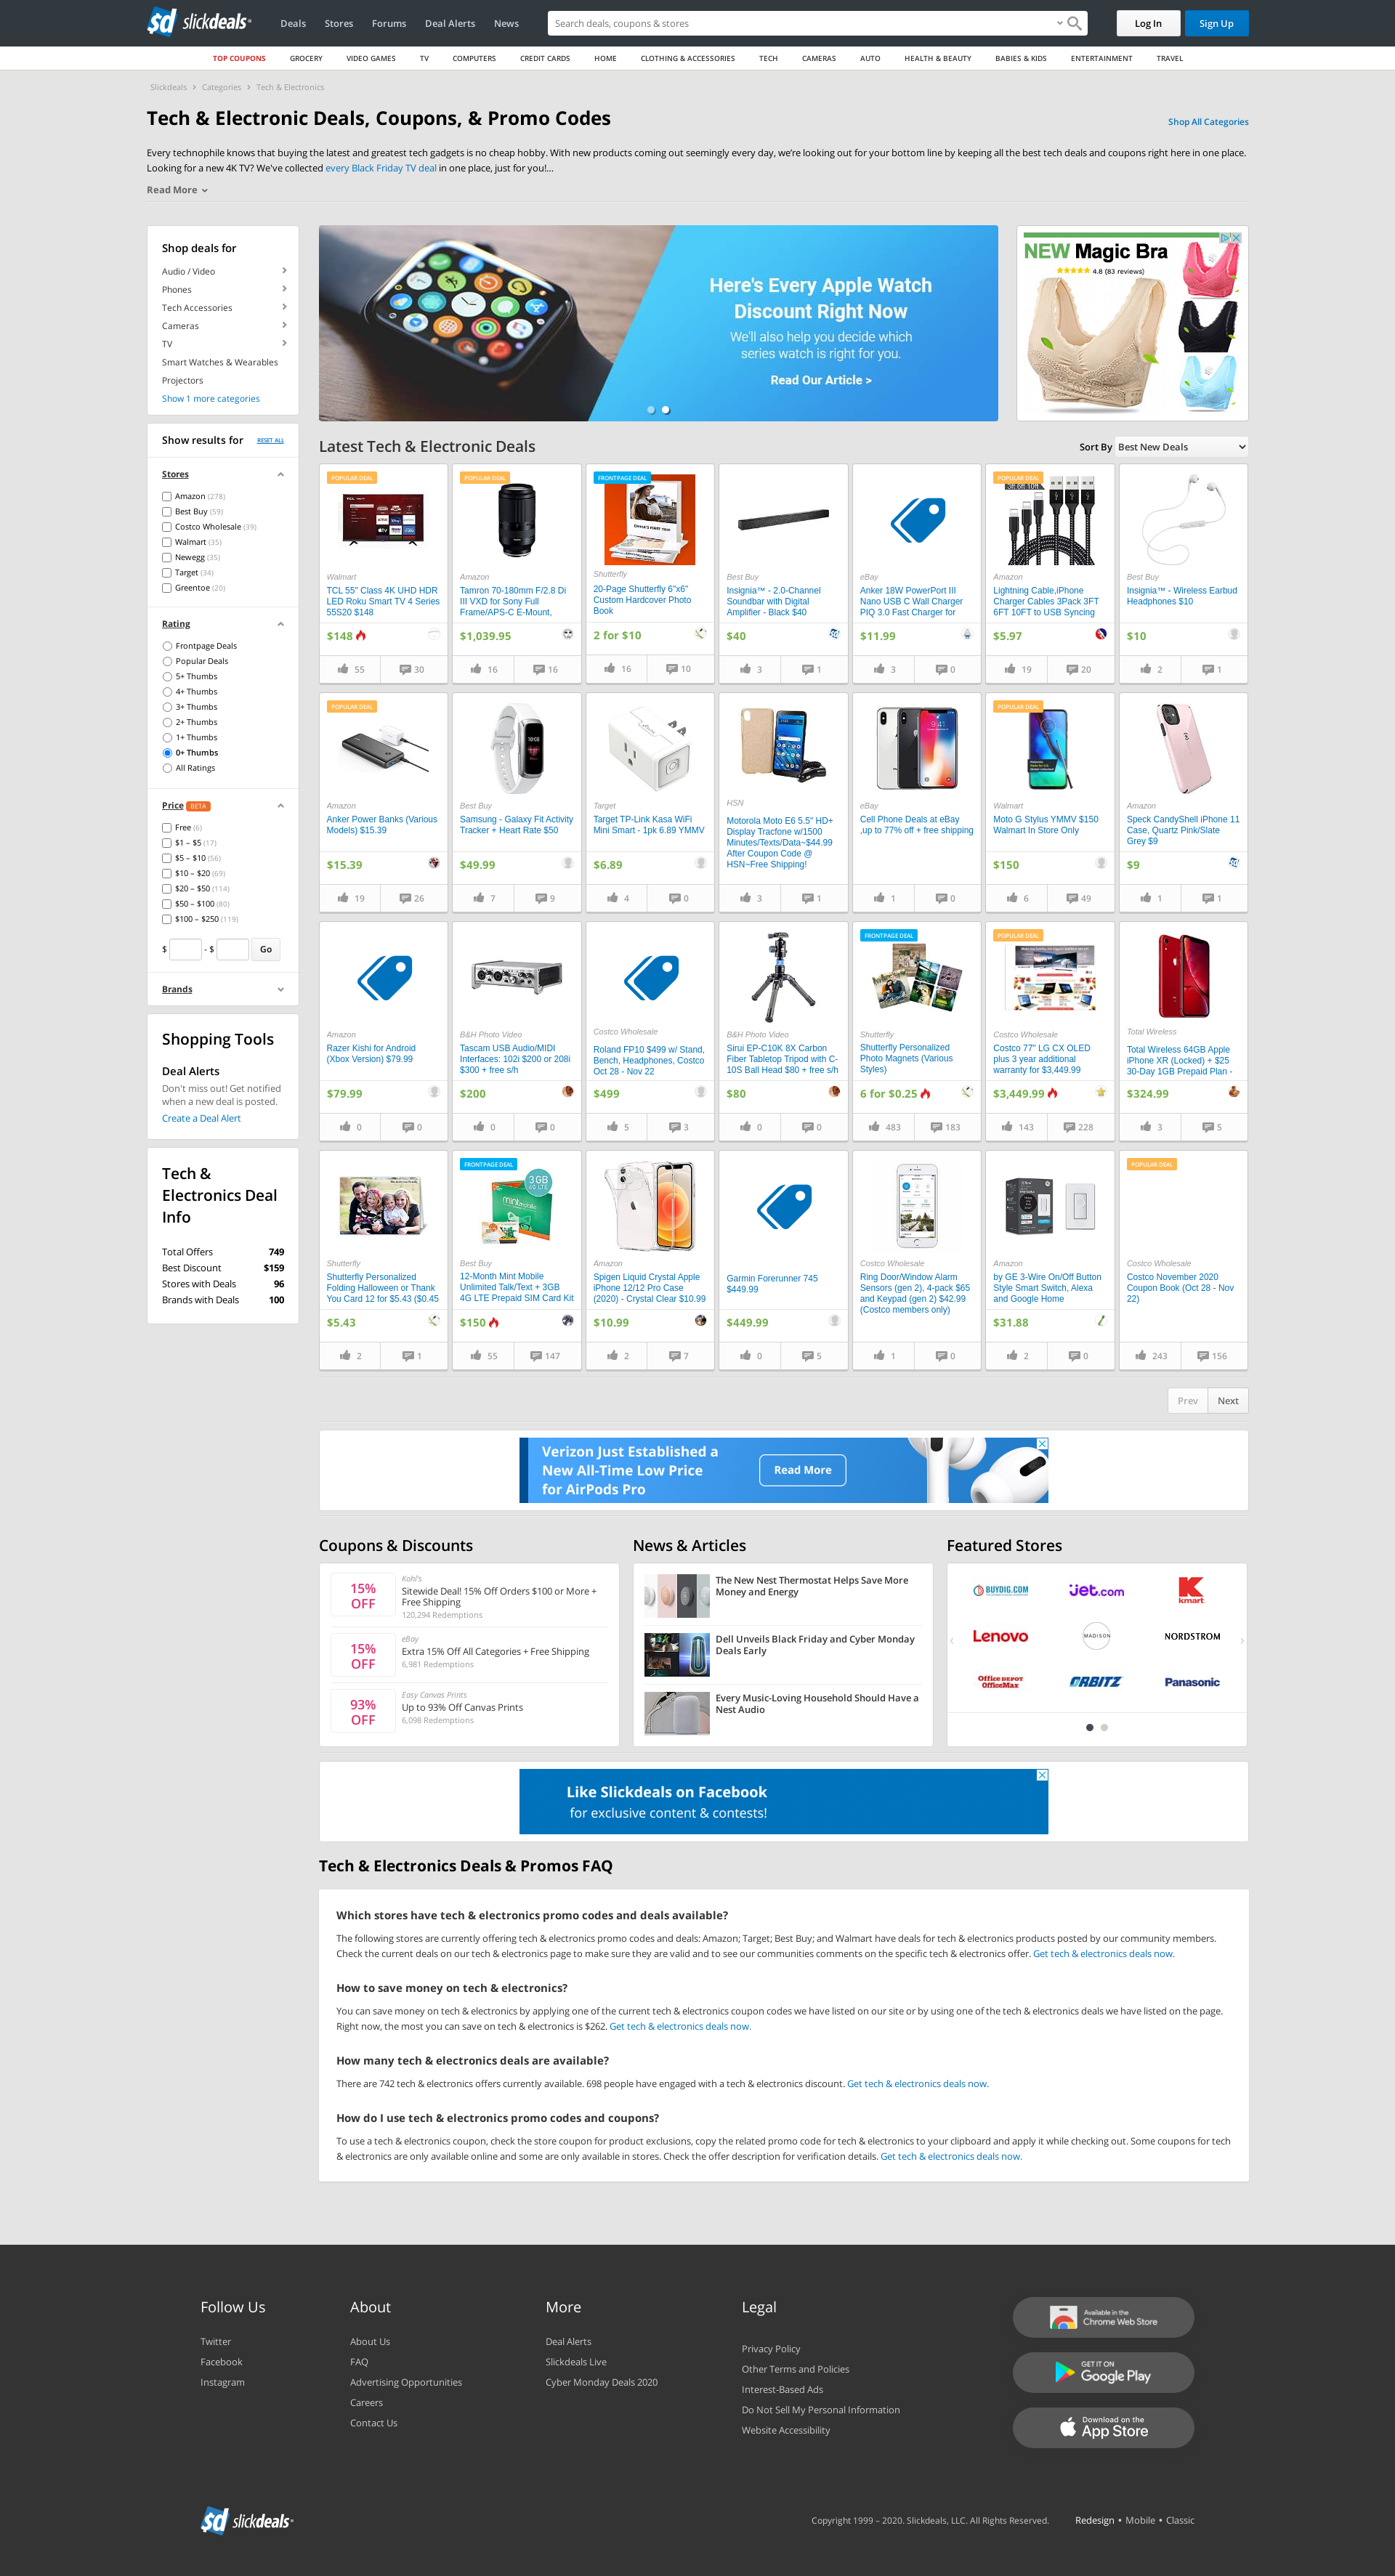 sd slickdeals
Deals
Stores
Forums
Deal Alerts
News
Search deals, coupons & stores
Log In
Sign Up
TOP COUPONS
GROCERY
VIDEO GAMES
TV
COMPUTERS
CREDIT CARDS
HOME
CLOTHING & ACCESSORIES
TECH
CAMERAS
AUTO
HEALTH & BEAUTY
BABIES & KIDS
ENTERTAINMENT
TRAVEL
Slickdeals › Categories › Tech & Electronics
Tech & Electronic Deals, Coupons, & Promo Codes
Shop All Categories
Every technophile knows that buying the latest and greatest tech gadgets is no cheap hobby. With new products coming out seemingly every day, we're looking out for your bottom line by keeping all the best tech deals and coupons right here in one place.
Looking for a new 4K TV? We've collected every Black Friday TV deal in one place, just for you!...
Read More
Shop deals for
Audio / Video
Phones
Tech Accessories
Cameras
TV
Smart Watches & Wearables
Projectors
Show 1 more categories
Show results for
RESET ALL
Stores
Amazon (278)
Best Buy (59)
Costco Wholesale (39)
Walmart (35)
Newegg (35)
Target (34)
Greentoe (20)
Rating
Frontpage Deals
Popular Deals
5+ Thumbs
4+ Thumbs
3+ Thumbs
2+ Thumbs
1+ Thumbs
0+ Thumbs
All Ratings
Price BETA
Free (6)
$1 – $5 (17)
$5 – $10 (56)
$10 – $20 (69)
$20 – $50 (114)
$50 – $100 (80)
$100 – $250 (119)
$ - $ Go
Brands
Shopping Tools
Deal Alerts
Don't miss out! Get notified
when a new deal is posted.
Create a Deal Alert
Tech &
Electronics Deal
Info
Total Offers 749
Best Discount $159
Stores with Deals 96
Brands with Deals 100
Here's Every Apple Watch
Discount Right Now
We'll also help you decide which
series watch is right for you.
Read Our Article >
NEW Magic Bra
4.8 (83 reviews)
Latest Tech & Electronic Deals
Sort By Best New Deals
POPULAR DEAL
Walmart
TCL 55" Class 4K UHD HDR
LED Roku Smart TV 4 Series
55S20 $148
$148
55 30
POPULAR DEAL
Amazon
Tamron 70-180mm F/2.8 Di
III VXD for Sony Full
Frame/APS-C E-Mount,
$1,039.95
16 16
FRONTPAGE DEAL
Shutterfly
20-Page Shutterfly 6"x6"
Custom Hardcover Photo
Book
2 for $10
16 10
Best Buy
Insignia™ - 2.0-Channel
Soundbar with Digital
Amplifier - Black $40
$40
3 1
eBay
Anker 18W PowerPort III
Nano USB C Wall Charger
PIQ 3.0 Fast Charger for
$11.99
3 0
POPULAR DEAL
3ft 6ft 10ft
Amazon
Lightning Cable,iPhone
Charger Cables 3Pack 3FT
6FT 10FT to USB Syncing
$5.97
19 20
Best Buy
Insignia™ - Wireless Earbud
Headphones $10
$10
2 1
POPULAR DEAL
Amazon
Anker Power Banks (Various
Models) $15.39
$15.39
19 26
Best Buy
Samsung - Galaxy Fit Activity
Tracker + Heart Rate $50
$49.99
7 9
Target
Target TP-Link Kasa WiFi
Mini Smart - 1pk 6.89 YMMV
$6.89
4 0
HSN
Motorola Moto E6 5.5" HD+
Display Tracfone w/1500
Minutes/Texts/Data~$44.99
After Coupon Code @
HSN~Free Shipping!
3 1
eBay
Cell Phone Deals at eBay
,up to 77% off + free shipping
1 0
POPULAR DEAL
Walmart
Moto G Stylus YMMV $150
Walmart In Store Only
$150
6 49
Amazon
Speck CandyShell iPhone 11
Case, Quartz Pink/Slate
Grey $9
$9
1 1
Amazon
Razer Kishi for Android
(Xbox Version) $79.99
$79.99
0 0
B&H Photo Video
Tascam USB Audio/MIDI
Interfaces: 102i $200 or 208i
$300 + free s/h
$200
0 0
Costco Wholesale
Roland FP10 $499 w/ Stand,
Bench, Headphones, Costco
Oct 28 - Nov 22
$499
5 3
B&H Photo Video
Sirui EP-C10K 8X Carbon
Fiber Tabletop Tripod with C-
10S Ball Head $80 + free s/h
$80
0 0
FRONTPAGE DEAL
Shutterfly
Shutterfly Personalized
Photo Magnets (Various
Styles)
6 for $0.25
483 183
POPULAR DEAL
Costco Wholesale
Costco 77" LG CX OLED
plus 3 year additional
warranty for $3,449.99
$3,449.99
143 228
Total Wireless
Total Wireless 64GB Apple
iPhone XR (Locked) + $25
30-Day 1GB Prepaid Plan -
$324.99
3 5
Shutterfly
Shutterfly Personalized
Folding Halloween or Thank
You Card 12 for $5.43 ($0.45
$5.43
2 1
FRONTPAGE DEAL
3GB
4G LTE
mint mobile
Best Buy
12-Month Mint Mobile
Unlimited Talk/Text + 3GB
4G LTE Prepaid SIM Card Kit
$150
55 147
Amazon
Spigen Liquid Crystal Apple
iPhone 12/12 Pro Case
(2020) - Crystal Clear $10.99
$10.99
2 7
Garmin Forerunner 745
$449.99
$449.99
0 5
Costco Wholesale
Ring Door/Window Alarm
Sensors (gen 2), 4-pack $65
and Keypad (gen 2) $42.99
(Costco members only)
1 0
Amazon
by GE 3-Wire On/Off Button
Style Smart Switch, Alexa
and Google Home
$31.88
2 0
POPULAR DEAL
Costco Wholesale
Costco November 2020
Coupon Book (Oct 28 - Nov
22)
243 156
Prev
Next
Verizon Just Established a
New All-Time Low Price
for AirPods Pro
Read More
Coupons & Discounts
15%
OFF
Kohl's
Sitewide Deal! 15% Off Orders $100 or More +
Free Shipping
120,294 Redemptions
15%
OFF
eBay
Extra 15% Off All Categories + Free Shipping
6,981 Redemptions
93%
OFF
Easy Canvas Prints
Up to 93% Off Canvas Prints
6,098 Redemptions
News & Articles
The New Nest Thermostat Helps Save More
Money and Energy
Dell Unveils Black Friday and Cyber Monday
Deals Early
Every Music-Loving Household Should Have a
Nest Audio
Featured Stores
BUYDIG.COM
Jet.com
kmart
Lenovo
MADISON
NORDSTROM
Office DEPOT
OfficeMax
ORBITZ
Panasonic
Like Slickdeals on Facebook
for exclusive content & contests!
Tech & Electronics Deals & Promos FAQ
Which stores have tech & electronics promo codes and deals available?
The following stores are currently offering tech & electronics promo codes and deals: Amazon; Target; Best Buy; and Walmart have deals for tech & electronics products posted by our community members.
Check the current deals on our tech & electronics page to make sure they are valid and to see our communities comments on the specific tech & electronics offer. Get tech & electronics deals now.
How to save money on tech & electronics?
You can save money on tech & electronics by applying one of the current tech & electronics coupon codes we have listed on our site or by using one of the tech & electronics deals we have listed on the page.
Right now, the most you can save on tech & electronics is $262. Get tech & electronics deals now.
How many tech & electronics deals are available?
There are 742 tech & electronics offers currently available. 698 people have engaged with a tech & electronics discount. Get tech & electronics deals now.
How do I use tech & electronics promo codes and coupons?
To use a tech & electronics coupon, check the store coupon for product exclusions, copy the related promo code for tech & electronics to your clipboard and apply it while checking out. Some coupons for tech
& electronics are only available online and some are only available in stores. Check the offer description for verification details. Get tech & electronics deals now.
Follow Us
Twitter
Facebook
Instagram
About
About Us
FAQ
Advertising Opportunities
Careers
Contact Us
More
Deal Alerts
Slickdeals Live
Cyber Monday Deals 2020
Legal
Privacy Policy
Other Terms and Policies
Interest-Based Ads
Do Not Sell My Personal Information
Website Accessibility
Available in the
Chrome Web Store
GET IT ON
Google Play
Download on the
App Store
sd slickdeals
Copyright 1999 – 2020. Slickdeals, LLC. All Rights Reserved.
Redesign • Mobile • Classic